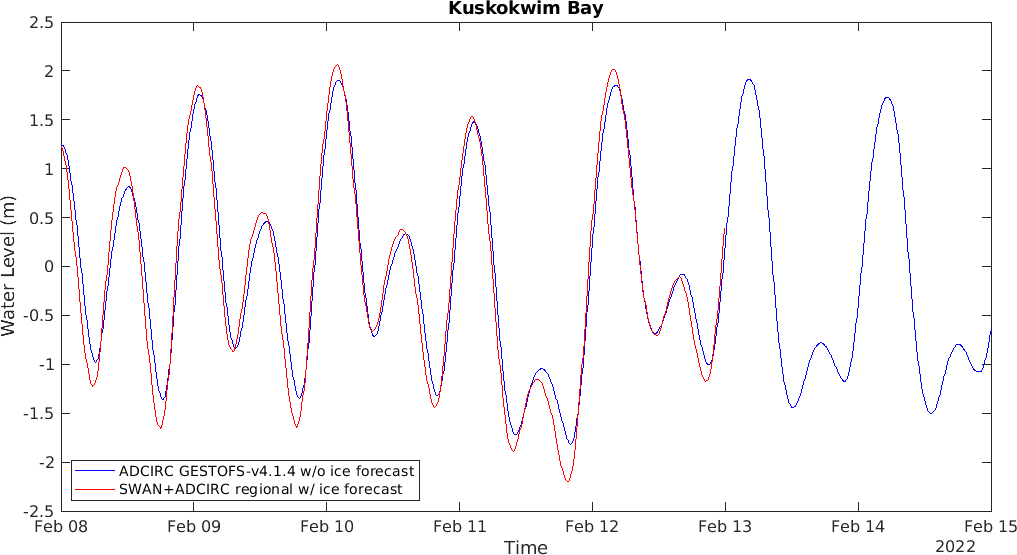 Kuskokwim Bay
Water Level (m)
2.5
2
1.5
1
0.5
0
-0.5
-1
-1.5
-2
-2.5
ADCIRC GESTOFS-v4.1.4 w/o ice forecast
SWAN+ADCIRC regional w/ ice forecast
Feb 08 Feb 09 Feb 10 Feb 11 Feb 12 Feb 13 Feb 14 Feb 15
Time
2022